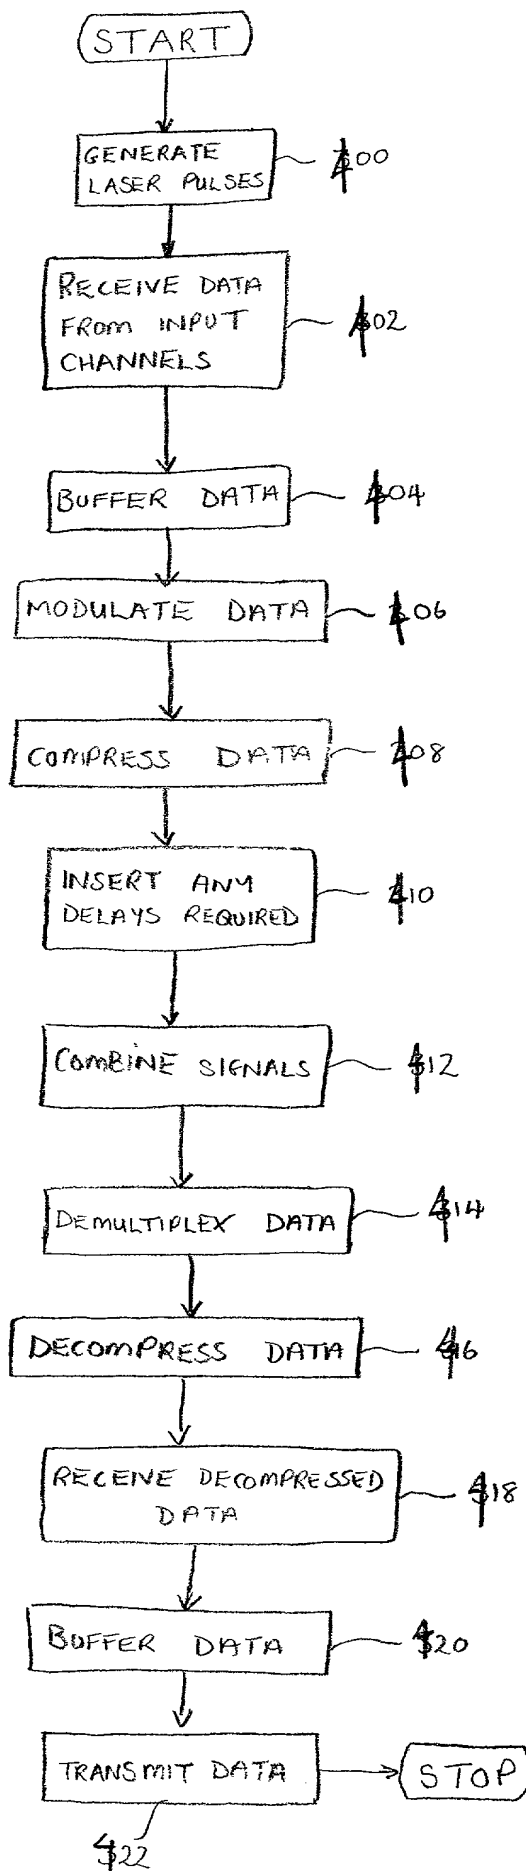 START
GENERATE
LASER PULSES
400
RECEIVE DATA
FROM INPUT
CHANNELS
402
BUFFER DATA
404
MODULATE DATA
406
COMPRESS DATA
408
INSERT ANY
DELAYS REQUIRED
410
COMBINE SIGNALS
412
DEMULTIPLEX DATA
414
DECOMPRESS DATA
416
RECEIVE DECOMPRESSED
DATA
418
BUFFER DATA
420
TRANSMIT DATA
STOP
422